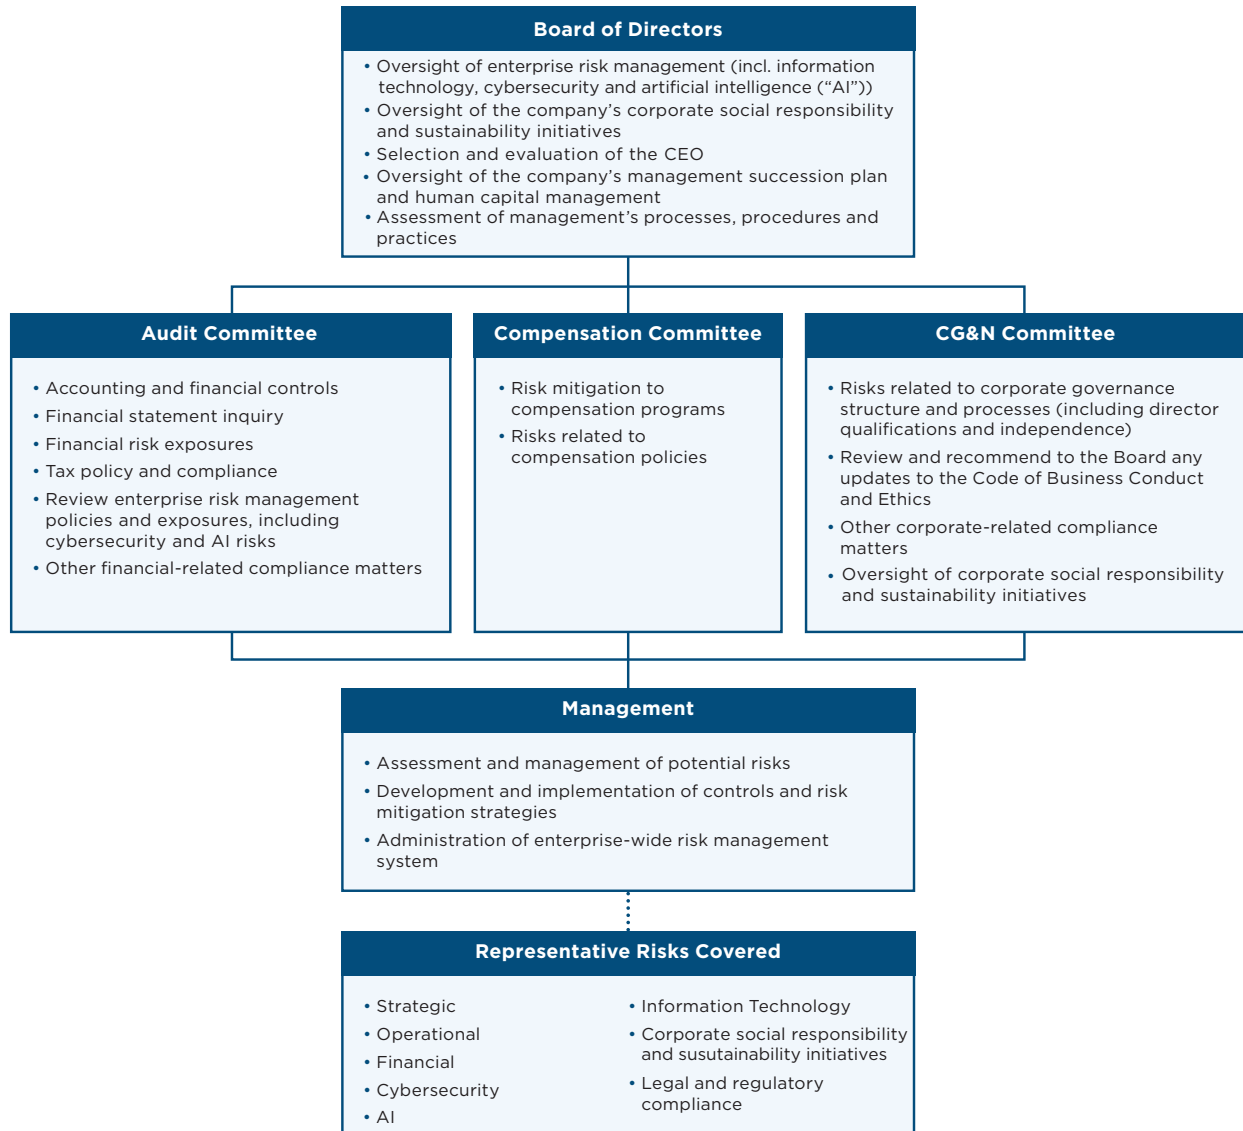 Board of Directors
• Oversight of enterprise risk management (incl. information
technology, cybersecurity and artificial intelligence (“AI”))
• Oversight of the company’s corporate social responsibility
and sustainability initiatives
• Selection and evaluation of the CEO
• Oversight of the company’s management succession plan
and human capital management
• Assessment of management’s processes, procedures and
practices
Audit Committee
• Accounting and financial controls
• Financial statement inquiry
• Financial risk exposures
• Tax policy and compliance
• Review enterprise risk management
policies and exposures, including
cybersecurity and AI risks
• Other financial-related compliance matters
Compensation Committee
• Risk mitigation to
compensation programs
• Risks related to
compensation policies
CG&N Committee
• Risks related to corporate governance
structure and processes (including director
qualifications and independence)
• Review and recommend to the Board any
updates to the Code of Business Conduct
and Ethics
• Other corporate-related compliance
matters
• Oversight of corporate social responsibility
and sustainability initiatives
Management
• Assessment and management of potential risks
• Development and implementation of controls and risk
mitigation strategies
• Administration of enterprise-wide risk management
system
Representative Risks Covered
• Strategic
• Operational
• Financial
• Cybersecurity
• AI
• Information Technology
• Corporate social responsibility
and susutainability initiatives
• Legal and regulatory
compliance